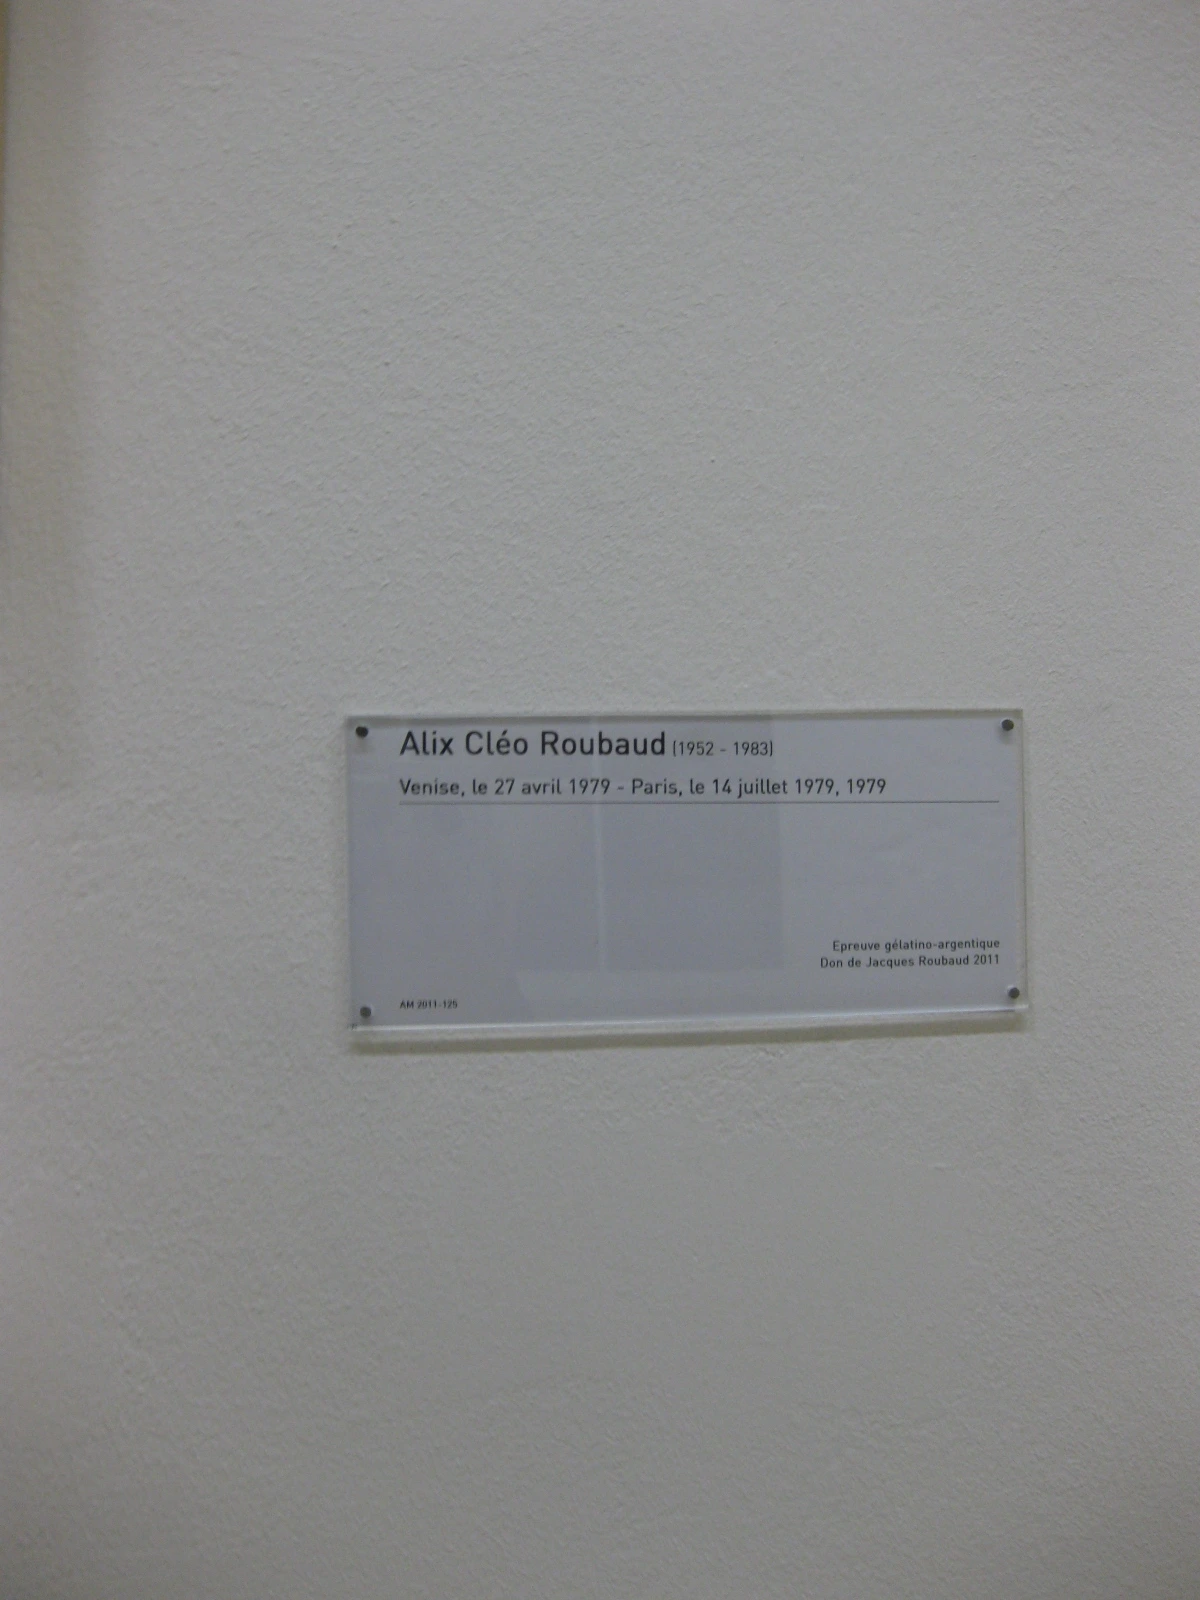 Alix Cléo Roubaud (1952 - 1983)
Venise, le 27 avril 1979 - Paris, le 14 juillet 1979, 1979
Epreuve gélatino-argentique
Don de Jacques Roubaud 2011
AM 2011-125